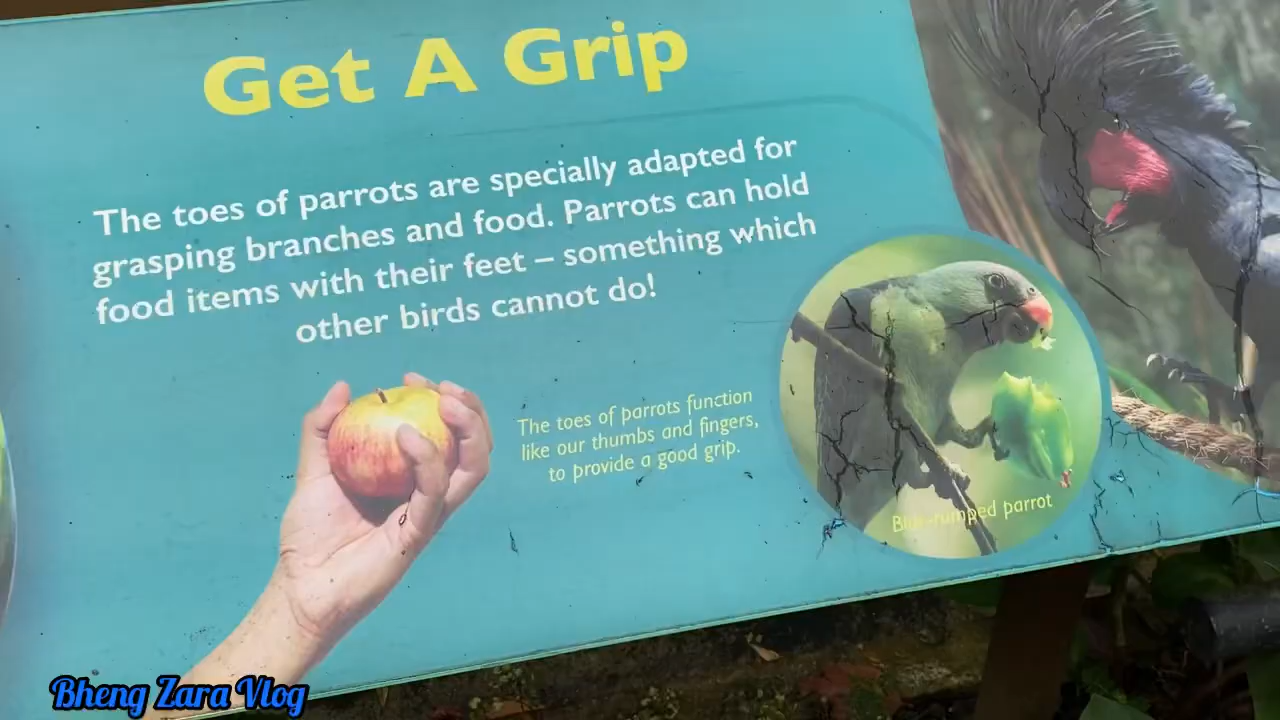 Get A Grip
The toes of parrots are specially adapted for
grasping branches and food. Parrots can hold
food items with their feet – something which
other birds cannot do!
The toes of parrots function
like our thumbs and fingers,
to provide a good grip.
Blue-rumped parrot
Bheng Zara Vlog